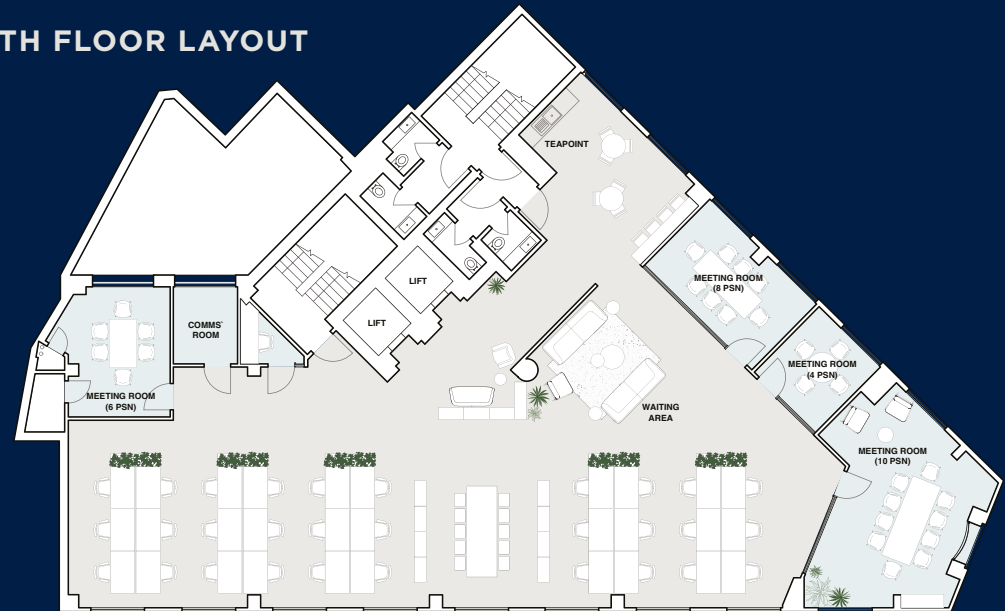 TH FLOOR LAYOUT
TEAPOINT
MEETING ROOM
(8 PSN)
LIFT
LIFT
COMMS'
ROOM
MEETING ROOM
(4 PSN)
MEETING ROOM
(6 PSN)
WAITING
AREA
MEETING ROOM
(10 PSN)